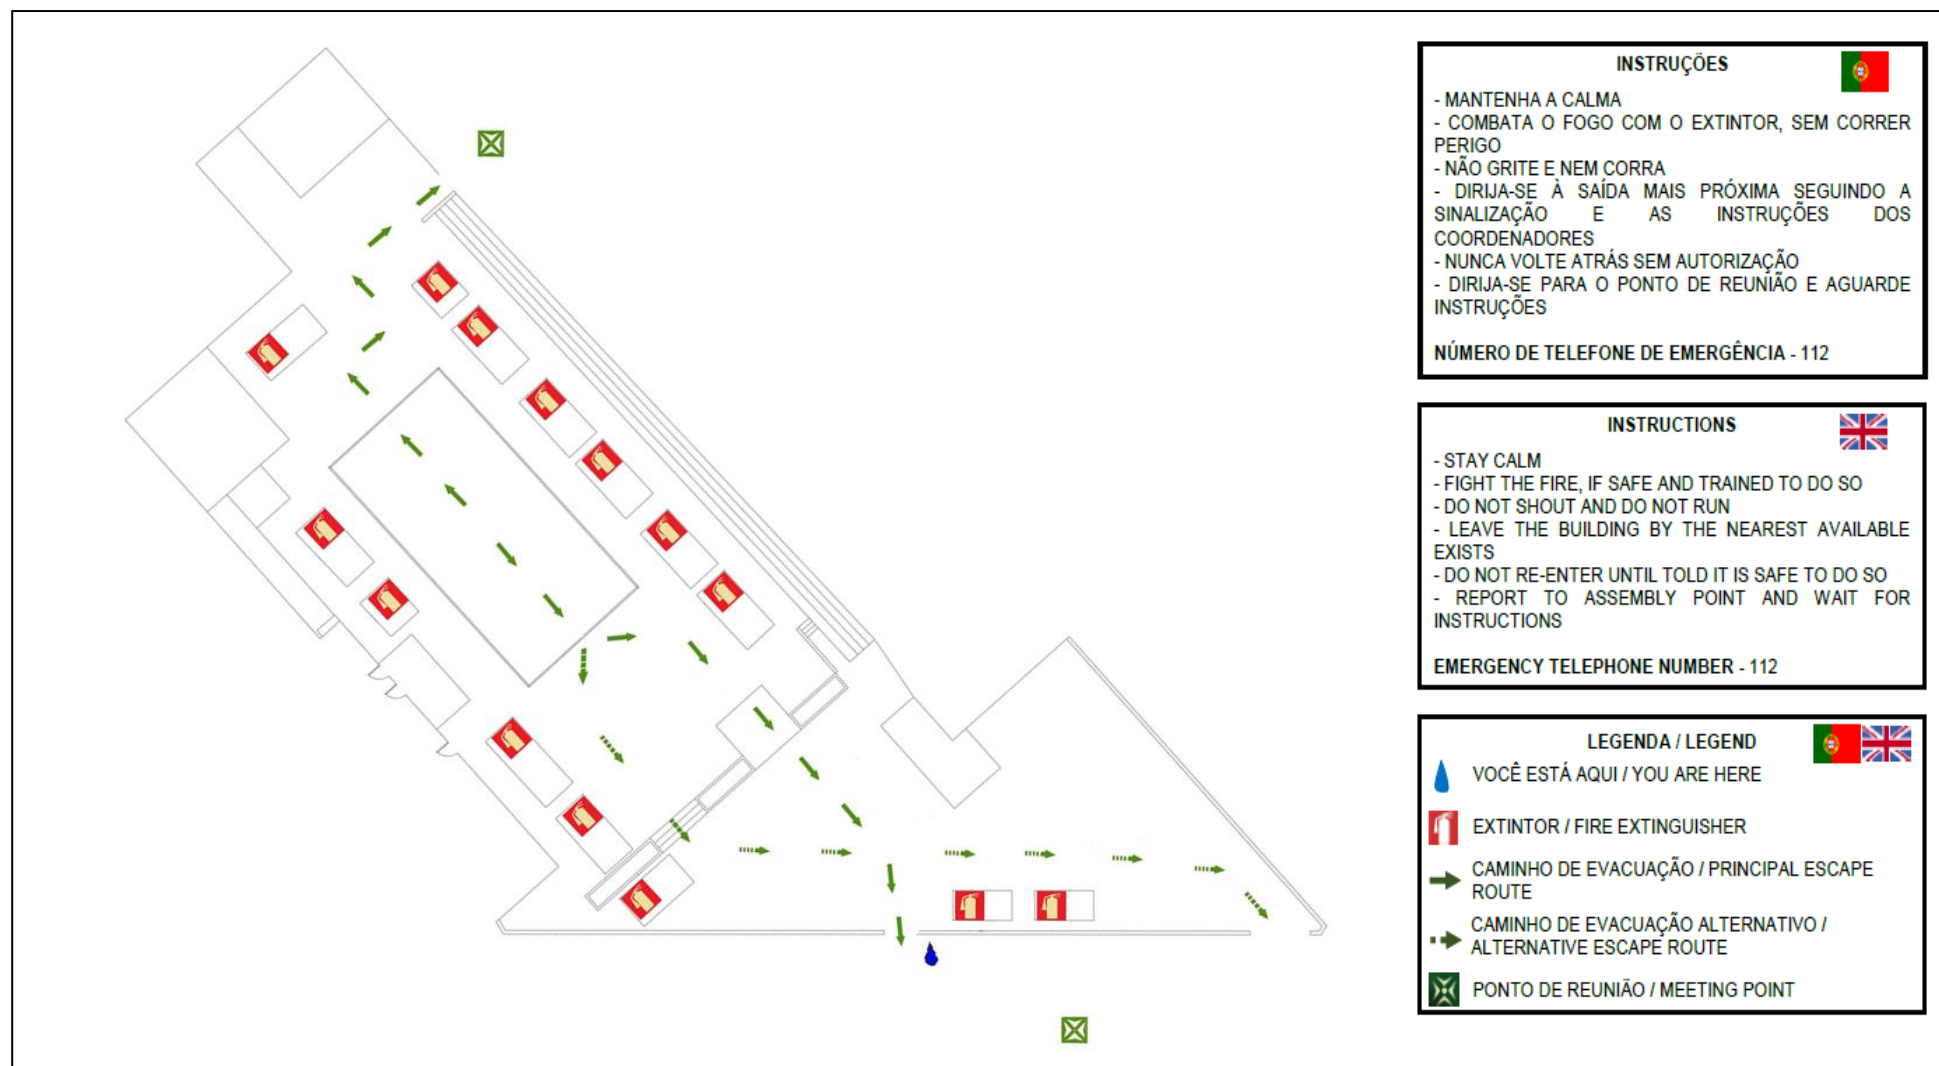 INSTRUÇÕES
- MANTENHA A CALMA
- COMBATA O FOGO COM O EXTINTOR, SEM CORRER
PERIGO
- NÃO GRITE E NEM CORRA
- DIRIJA-SE À SAÍDA MAIS PRÓXIMA SEGUINDO A
SINALIZAÇÃO E AS INSTRUÇÕES DOS
COORDENADORES
- NUNCA VOLTE ATRÁS SEM AUTORIZAÇÃO
- DIRIJA-SE PARA O PONTO DE REUNIÃO E AGUARDE
INSTRUÇÕES
NÚMERO DE TELEFONE DE EMERGÊNCIA - 112
INSTRUCTIONS
- STAY CALM
- FIGHT THE FIRE, IF SAFE AND TRAINED TO DO SO
- DO NOT SHOUT AND DO NOT RUN
- LEAVE THE BUILDING BY THE NEAREST AVAILABLE
EXISTS
- DO NOT RE-ENTER UNTIL TOLD IT IS SAFE TO DO SO
- REPORT TO ASSEMBLY POINT AND WAIT FOR
INSTRUCTIONS
EMERGENCY TELEPHONE NUMBER - 112
LEGENDA / LEGEND
VOCÊ ESTÁ AQUI / YOU ARE HERE
EXTINTOR / FIRE EXTINGUISHER
CAMINHO DE EVACUAÇÃO / PRINCIPAL ESCAPE
ROUTE
CAMINHO DE EVACUAÇÃO ALTERNATIVO /
ALTERNATIVE ESCAPE ROUTE
PONTO DE REUNIÃO / MEETING POINT